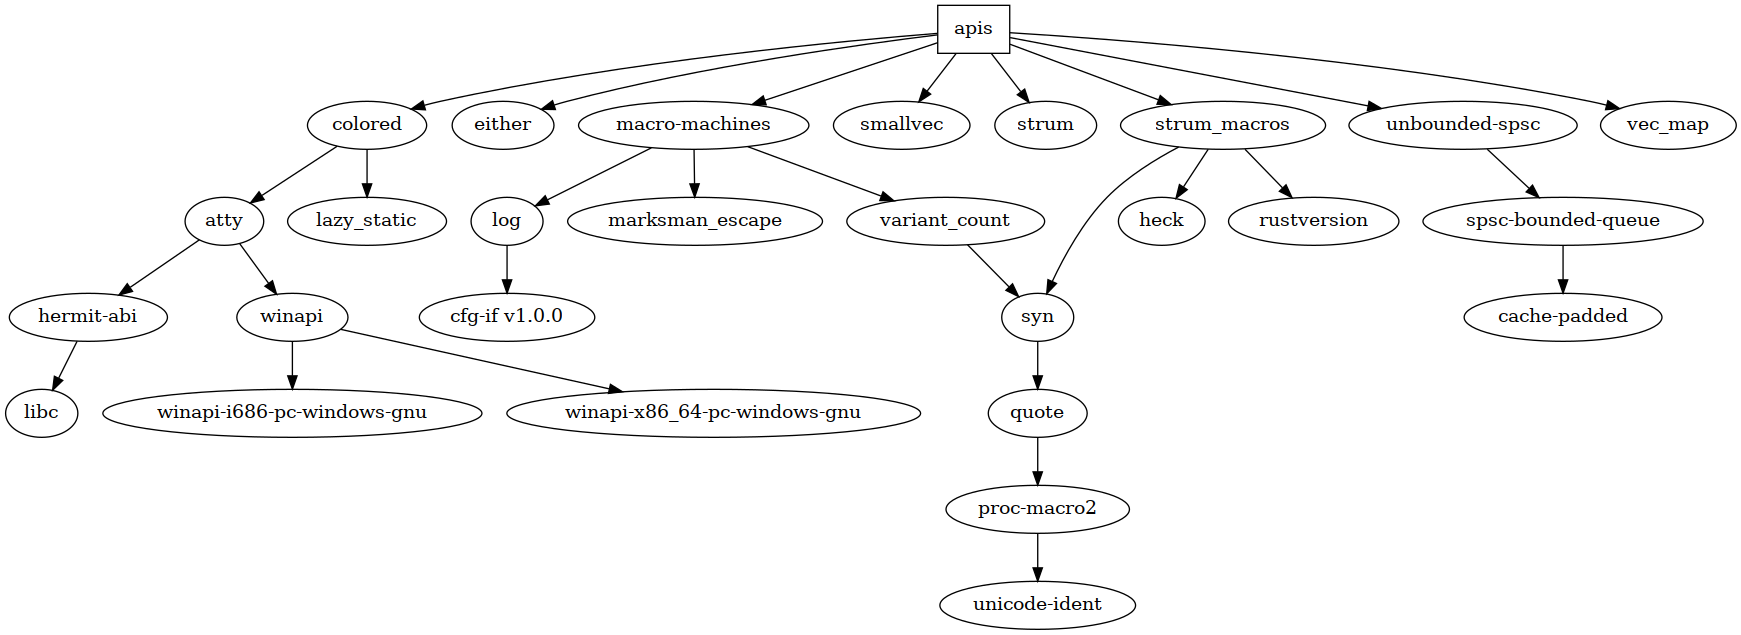 apis
colored
either
macro-machines
smallvec
strum
strum_macros
unbounded-spsc
vec_map
atty
lazy_static
log
marksman_escape
variant_count
heck
rustversion
spsc-bounded-queue
hermit-abi
winapi
cfg-if v1.0.0
syn
cache-padded
libc
winapi-i686-pc-windows-gnu
winapi-x86_64-pc-windows-gnu
quote
proc-macro2
unicode-ident